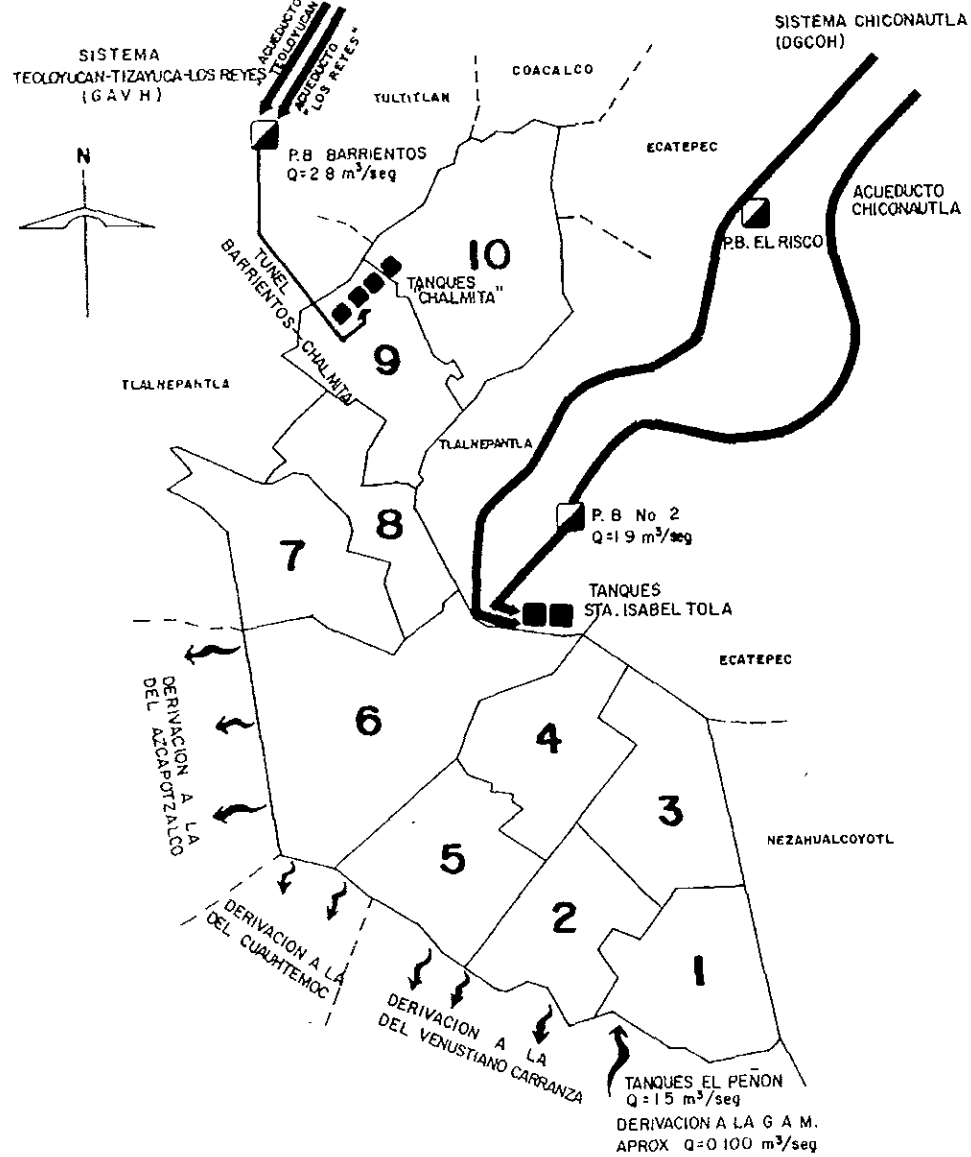 SISTEMA
TEOLOYUCAN-TIZAYUCA-LOS REYES
(GAVH)
ACUEDUCTO
TEOLOYUCAN
ACUEDUCTO
"LOS REYES"
SISTEMA CHICONAUTLA
(DGCOH)
COACALCO
TULTITLAN
ECATEPEC
N
P.B BARRIENTOS
Q=2 8 m³/seg
ACUEDUCTO
CHICONAUTLA
P.B. EL RISCO
10
TUNEL
BARRIENTOS-CHALMITA
TANQUES
"CHALMITA"
9
TLALNEPANTLA
TLALNEPANTLA
8
P. B No 2
Q=1 9 m³/seg
7
TANQUES
STA. ISABEL TOLA
ECATEPEC
DERIVACION A LA
DEL AZCAPOTZALCO
6
4
3
NEZAHUALCOYOTL
5
2
1
DERIVACION A LA
DEL CUAUHTEMOC
DERIVACION A LA
DEL VENUSTIANO CARRANZA
TANQUES EL PEÑON
Q=1 5 m³/seg
DERIVACION A LA G A M.
APROX Q=0 100 m³/seg